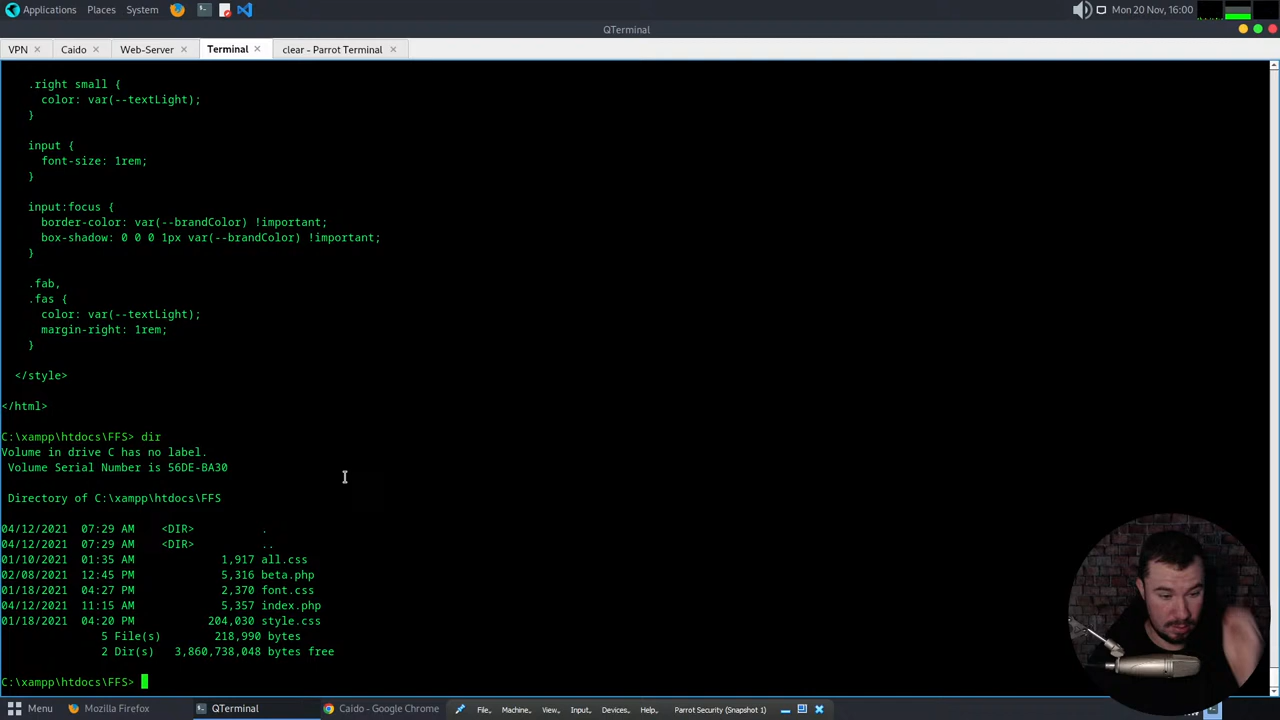 Applications Places System Mon 20 Nov, 16:00
QTerminal
VPN Caido Web-Server Terminal clear - Parrot Terminal
.right small {
color: var(--textLight);
}
input {
font-size: 1rem;
}
input:focus {
border-color: var(--brandColor) !important;
box-shadow: 0 0 0 1px var(--brandColor) !important;
}
.fab,
.fas {
color: var(--textLight);
margin-right: 1rem;
}
</style>
</html>
C:\xampp\htdocs\FFS> dir
Volume in drive C has no label.
Volume Serial Number is 56DE-BA30
Directory of C:\xampp\htdocs\FFS
04/12/2021 07:29 AM <DIR> .
04/12/2021 07:29 AM <DIR> ..
01/10/2021 01:35 AM 1,917 all.css
02/08/2021 12:45 PM 5,316 beta.php
01/18/2021 04:27 PM 2,370 font.css
04/12/2021 11:15 AM 5,357 index.php
01/18/2021 04:20 PM 204,030 style.css
5 File(s) 218,990 bytes
2 Dir(s) 3,860,738,048 bytes free
C:\xampp\htdocs\FFS>
Menu Mozilla Firefox QTerminal Caido - Google Chrome File Machine View Input Devices Help Parrot Security (Snapshot 1)